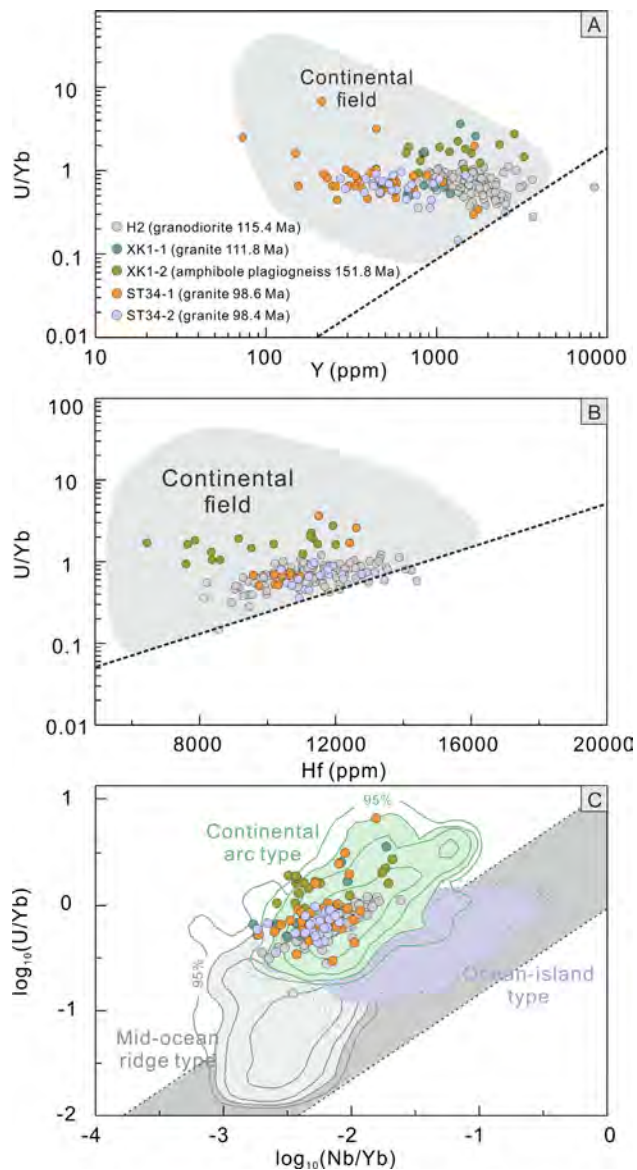 A
Continental
field
U/Yb
10
1
0.1
0.01
H2 (granodiorite 115.4 Ma)
XK1-1 (granite 111.8 Ma)
XK1-2 (amphibole plagiogneiss 151.8 Ma)
ST34-1 (granite 98.6 Ma)
ST34-2 (granite 98.4 Ma)
10 100 1000 10000
Y (ppm)
B
Continental
field
U/Yb
100
10
1
0.1
0.01
8000 12000 16000 20000
Hf (ppm)
C
95%
Continental
arc type
log₁₀(U/Yb)
1
0
-1
-2
95%
Ocean-island
type
Mid-ocean
ridge type
-4 -3 -2 -1 0
log₁₀(Nb/Yb)